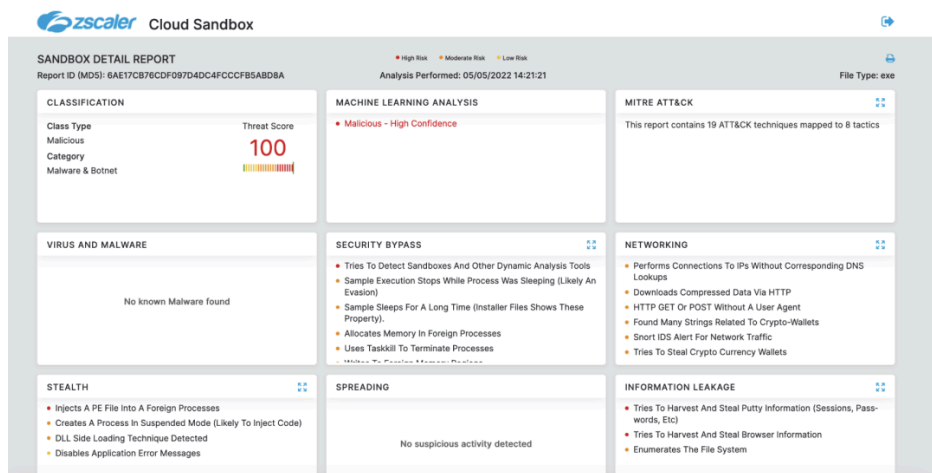 zscaler Cloud Sandbox
SANDBOX DETAIL REPORT
Report ID (MD5): 6AE17CB76CDF097D4DC4FCCCFB5ABD8A
High Risk Moderate Risk Low Risk
Analysis Performed: 05/05/2022 14:21:21
File Type: exe
CLASSIFICATION
Class Type
Malicious
Category
Malware & Botnet
Threat Score
100
MACHINE LEARNING ANALYSIS
Malicious - High Confidence
MITRE ATT&CK
This report contains 19 ATT&CK techniques mapped to 8 tactics
VIRUS AND MALWARE
No known Malware found
SECURITY BYPASS
Tries To Detect Sandboxes And Other Dynamic Analysis Tools
Sample Execution Stops While Process Was Sleeping (Likely An
Evasion)
Sample Sleeps For A Long Time (Installer Files Shows These
Property).
Allocates Memory In Foreign Processes
Uses Taskkill To Terminate Processes
Writes To Foreign Memory Regions
NETWORKING
Performs Connections To IPs Without Corresponding DNS
Lookups
Downloads Compressed Data Via HTTP
HTTP GET Or POST Without A User Agent
Found Many Strings Related To Crypto-Wallets
Snort IDS Alert For Network Traffic
Tries To Steal Crypto Currency Wallets
STEALTH
Injects A PE File Into A Foreign Processes
Creates A Process In Suspended Mode (Likely To Inject Code)
DLL Side Loading Technique Detected
Disables Application Error Messages
SPREADING
No suspicious activity detected
INFORMATION LEAKAGE
Tries To Harvest And Steal Putty Information (Sessions, Pass-
words, Etc)
Tries To Harvest And Steal Browser Information
Enumerates The File System